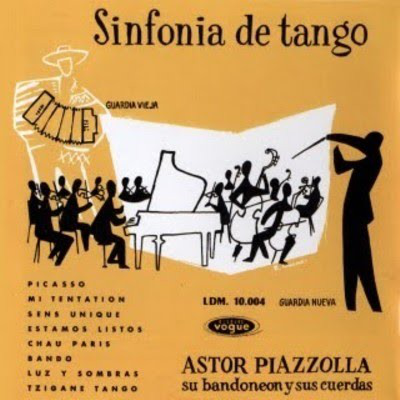 Sinfonia de tango
GUARDIA VIEJA
PICASSO
MI TENTATION
SENS UNIQUE
ESTAMOS LISTOS
CHAU PARIS
BANDO
LUZ Y SOMBRAS
TZIGANE TANGO
LDM. 10.004
GUARDIA NUEVA
vogue
ASTOR PIAZZOLLA
su bandoneon y sus cuerdas